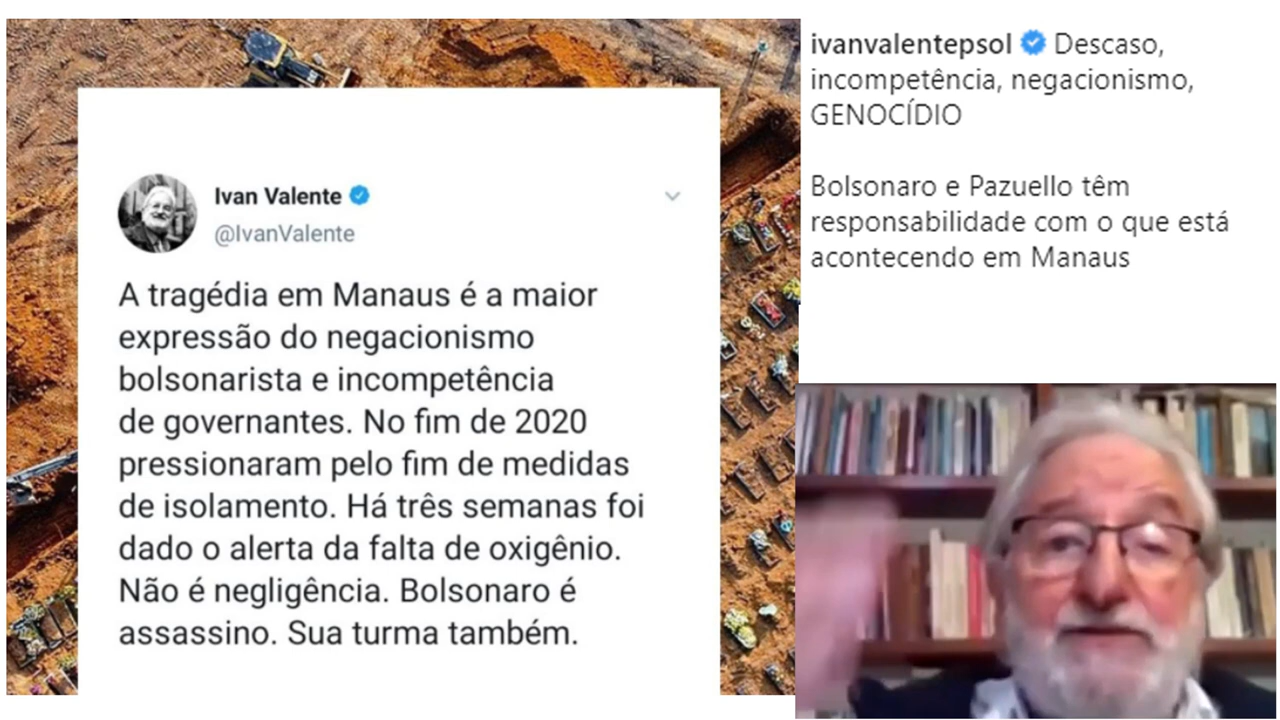 Ivan Valente
@IvanValente
A tragédia em Manaus é a maior
expressão do negacionismo
bolsonarista e incompetência
de governantes. No fim de 2020
pressionaram pelo fim de medidas
de isolamento. Há três semanas foi
dado o alerta da falta de oxigênio.
Não é negligência. Bolsonaro é
assassino. Sua turma também.
ivanvalentepsol Descaso,
incompetência, negacionismo,
GENOCÍDIO
Bolsonaro e Pazuello têm
responsabilidade com o que está
acontecendo em Manaus